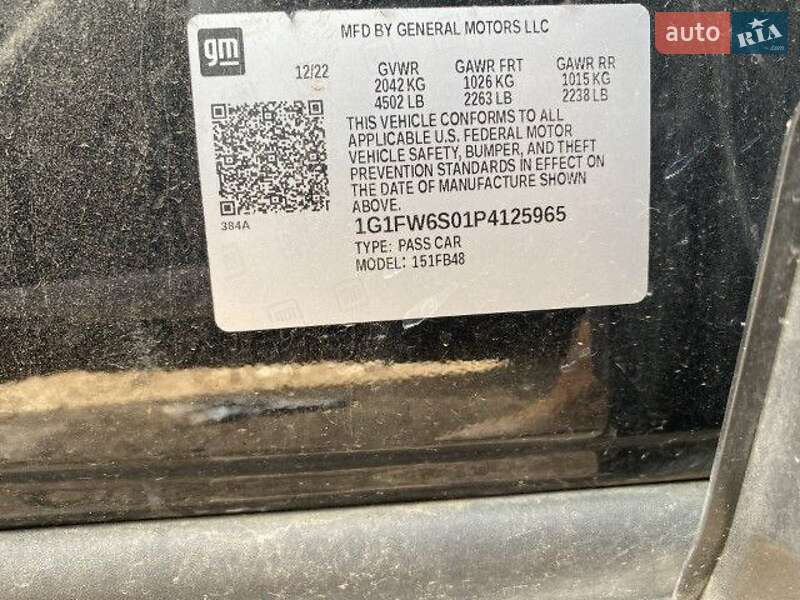 gm
MFD BY GENERAL MOTORS LLC
auto RIA
.com
12/22
GVWR GAWR FRT GAWR RR
2042 KG 1026 KG 1015 KG
4502 LB 2263 LB 2238 LB
THIS VEHICLE CONFORMS TO ALL
APPLICABLE U.S. FEDERAL MOTOR
VEHICLE SAFETY, BUMPER, AND THEFT
PREVENTION STANDARDS IN EFFECT ON
THE DATE OF MANUFACTURE SHOWN
ABOVE.
384A
1G1FW6S01P4125965
TYPE: PASS CAR
MODEL: 1S1FB48